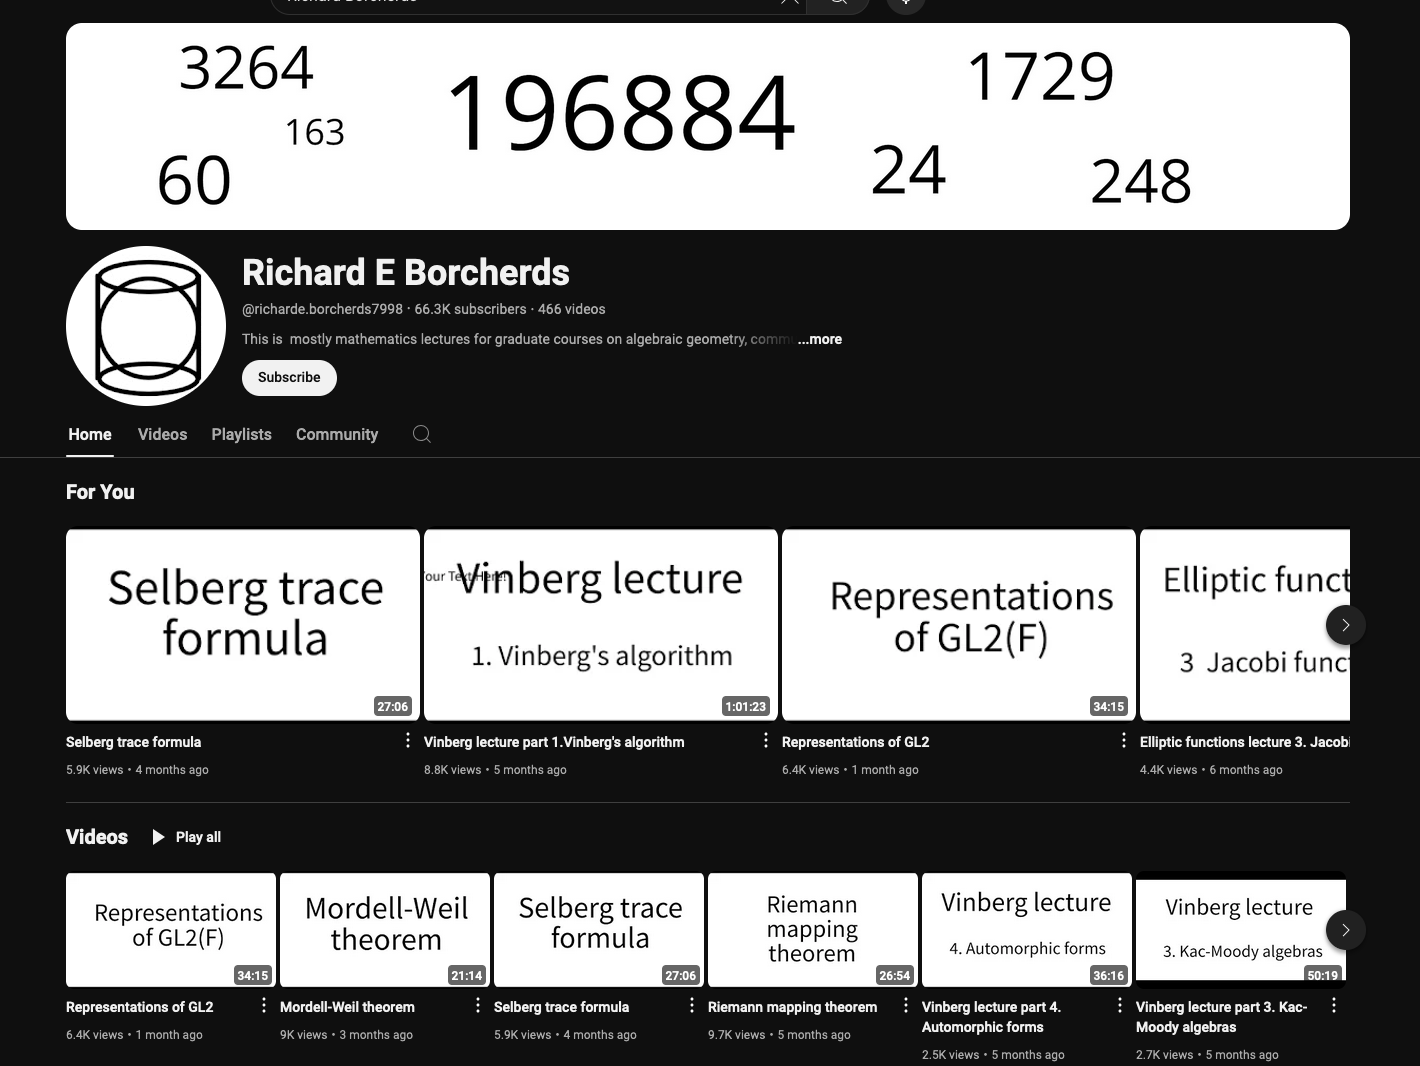 3264
163
60
196884
1729
24
248
Richard E Borcherds
@richarde.borcherds7998 · 66.3K subscribers · 466 videos
This is mostly mathematics lectures for graduate courses on algebraic geometry, ...more
Subscribe
Home Videos Playlists Community
For You
Selberg trace
formula
27:06
our Text Here!
Vinberg lecture
1. Vinberg's algorithm
1:01:23
Representations
of GL2(F)
34:15
Elliptic funct
3 Jacobi func
Selberg trace formula
5.9K views • 4 months ago
Vinberg lecture part 1.Vinberg's algorithm
8.8K views • 5 months ago
Representations of GL2
6.4K views • 1 month ago
Elliptic functions lecture 3. Jacobi
4.4K views • 6 months ago
Videos Play all
Representations
of GL2(F)
34:15
Mordell-Weil
theorem
21:14
Selberg trace
formula
27:06
Riemann
mapping
theorem
26:54
Vinberg lecture
4. Automorphic forms
36:16
Vinberg lecture
3. Kac-Moody algebras
50:19
Representations of GL2
6.4K views • 1 month ago
Mordell-Weil theorem
9K views • 3 months ago
Selberg trace formula
5.9K views • 4 months ago
Riemann mapping theorem
9.7K views • 5 months ago
Vinberg lecture part 4.
Automorphic forms
2.5K views • 5 months ago
Vinberg lecture part 3. Kac-
Moody algebras
2.7K views • 5 months ago